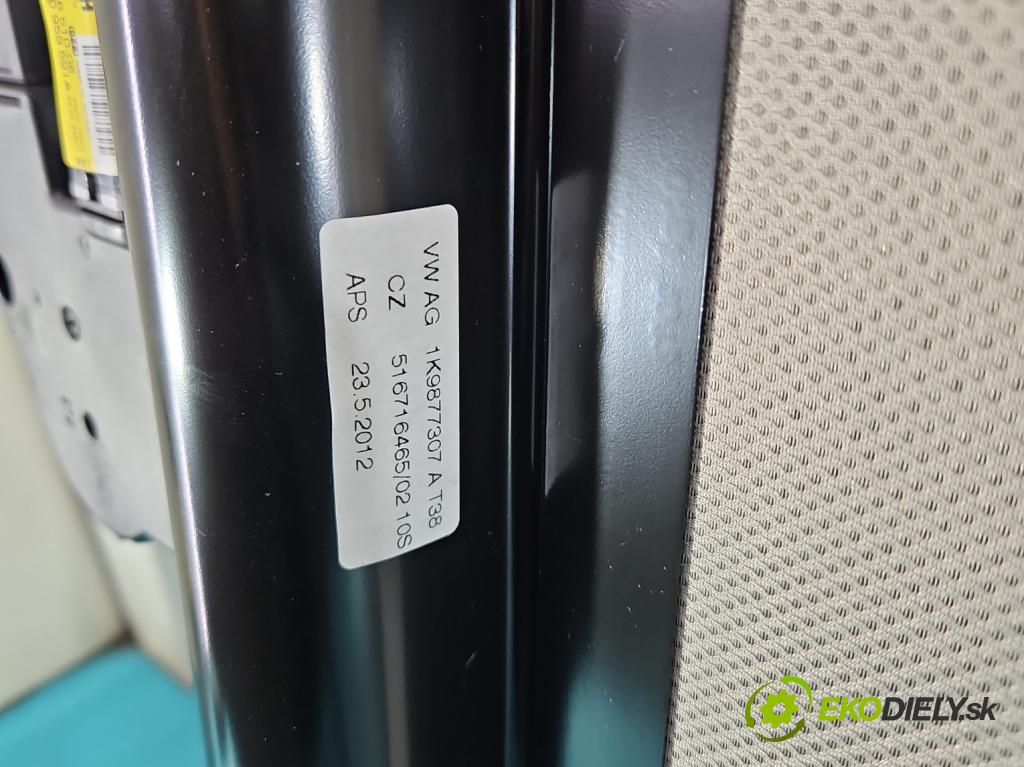 VW AG 1K9877307 A T38
CZ 516716465/02 10S
APS 23.5.2012
EKODIELY.sk